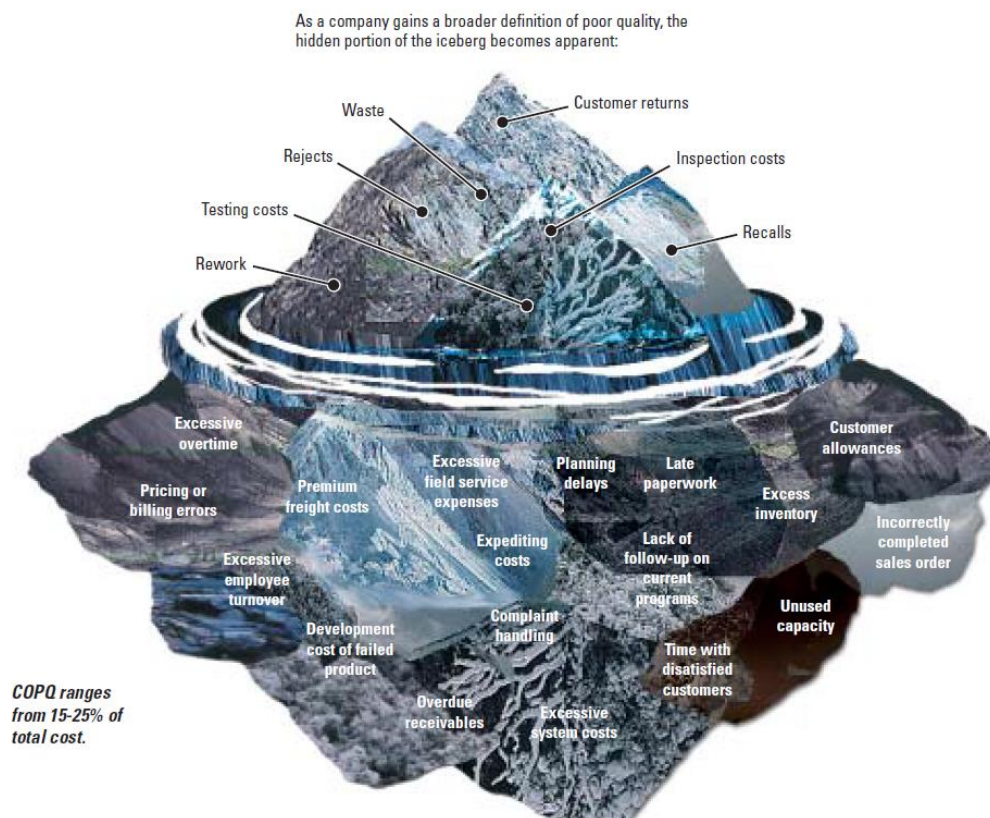 As a company gains a broader definition of poor quality, the
hidden portion of the iceberg becomes apparent:
Customer returns
Waste
Rejects
Inspection costs
Testing costs
Recalls
Rework
Excessive
overtime
Customer
allowances
Excessive
field service
expenses
Planning
delays
Late
paperwork
Pricing or
billing errors
Premium
freight costs
Excess
inventory
Incorrectly
completed
sales order
Expediting
costs
Lack of
follow-up on
current
programs
Excessive
employee
turnover
Unused
capacity
Complaint
handling
Development
cost of failed
product
Time with
disatisfied
customers
COPQ ranges
from 15-25% of
total cost.
Overdue
receivables
Excessive
system costs